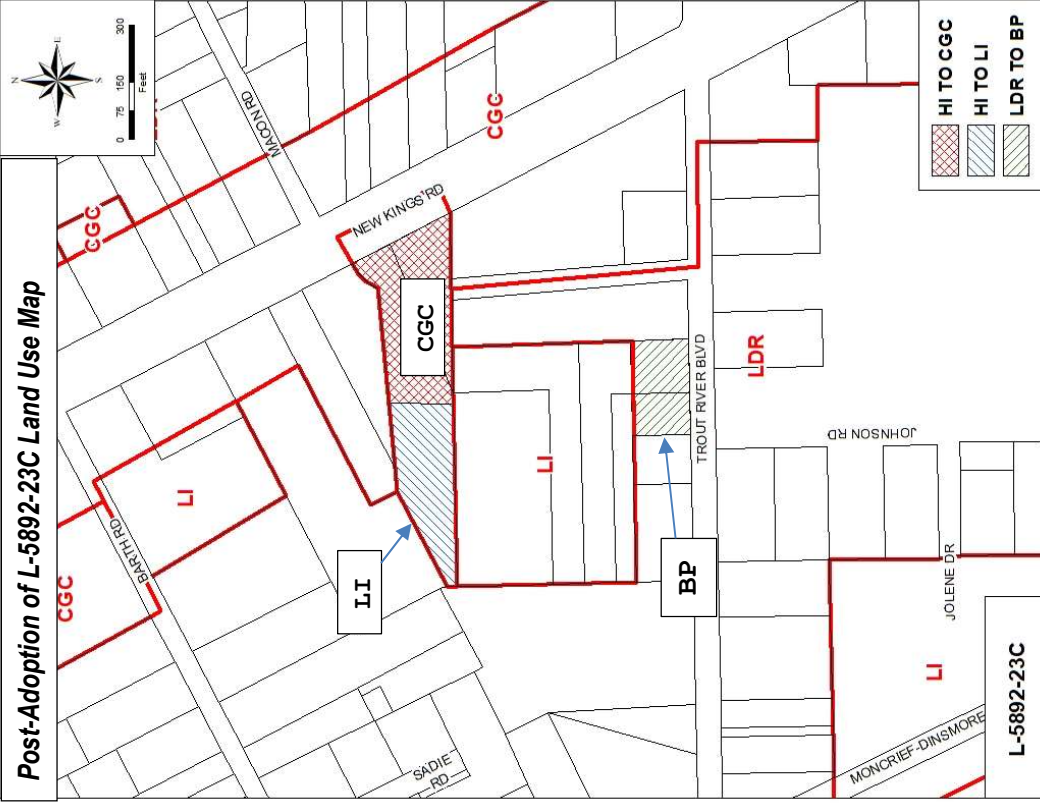 Post-Adoption of L-5892-23C Land Use Map
N
W
E
S
0
75
150
300
Feet
MACON RD
CGC
CGC
NEW KINGS RD
CGC
LI
BARTH RD
CGC
LI
LI
TROUT RIVER BLVD
LDR
BP
JOHNSON RD
JOLENE DR
LI
SADIE
RD
MONCRIEF-DINSMORE
HI TO CGC
HI TO LI
LDR TO BP
L-5892-23C